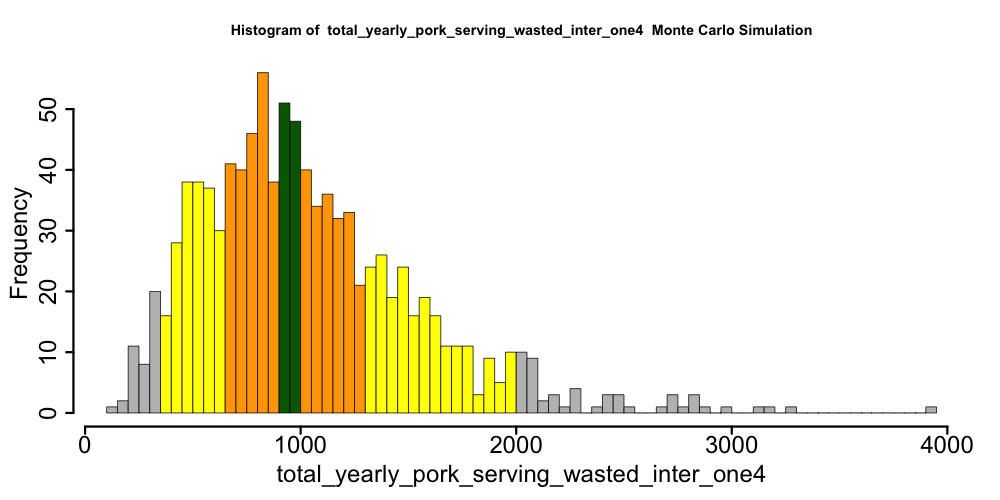 Histogram of  total_yearly_pork_serving_wasted_inter_one4  Monte Carlo Simulation
Frequency
50
40
30
20
10
0
0 1000 2000 3000 4000
total_yearly_pork_serving_wasted_inter_one4